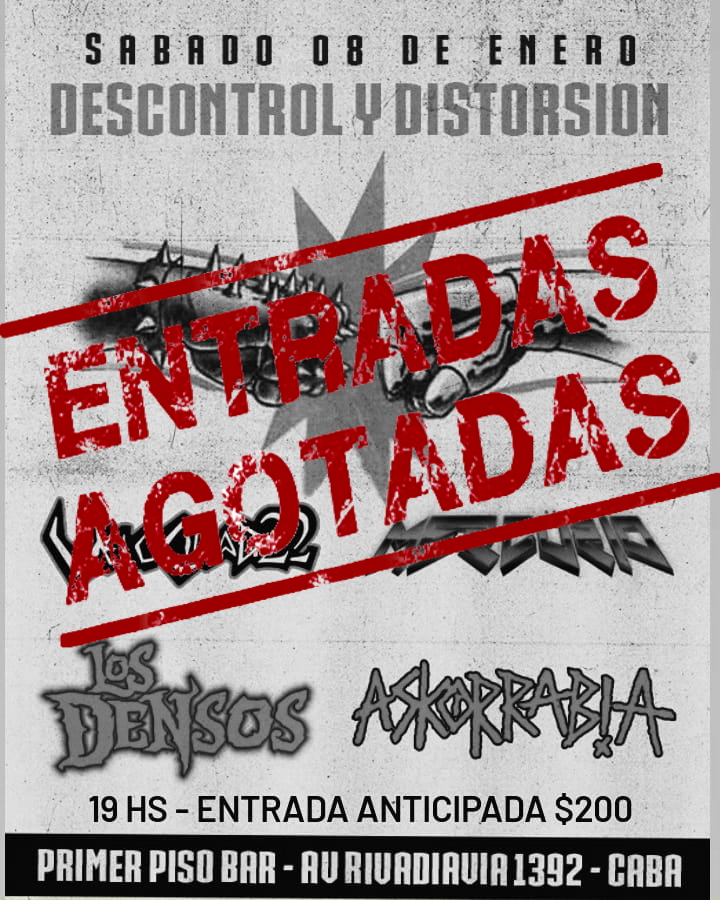 SABADO 08 DE ENERO
DESCONTROL Y DISTORSION
ENTRADAS
AGOTADAS
LOS
DENSOS
ASKORRABIA
19 HS - ENTRADA ANTICIPADA $200
PRIMER PISO BAR - AV RIVADIAVIA 1392 - CABA